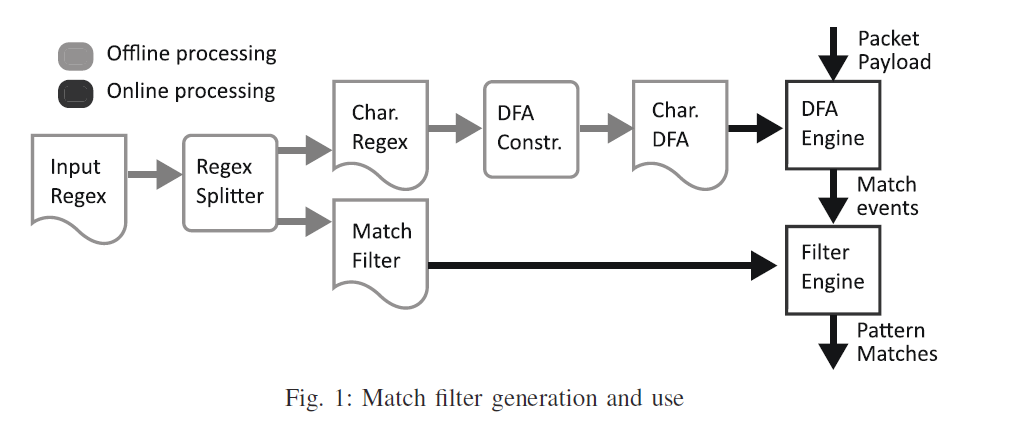 Offline processing
Online processing
Input
Regex
Regex
Splitter
Char.
Regex
DFA
Constr.
Char.
DFA
Match
Filter
Packet
Payload
DFA
Engine
Match
events
Filter
Engine
Pattern
Matches
Fig. 1: Match filter generation and use